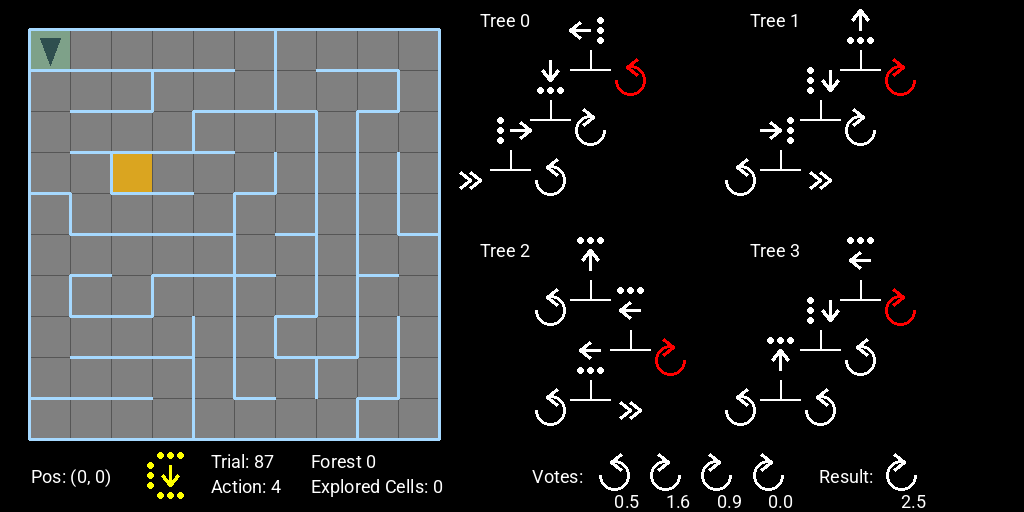 Tree 0
Tree 1
Tree 2
Tree 3
Pos: (0, 0)
Trial: 87
Forest 0
Action: 4
Explored Cells: 0
Votes:
0.5
1.6
0.9
0.0
Result:
2.5